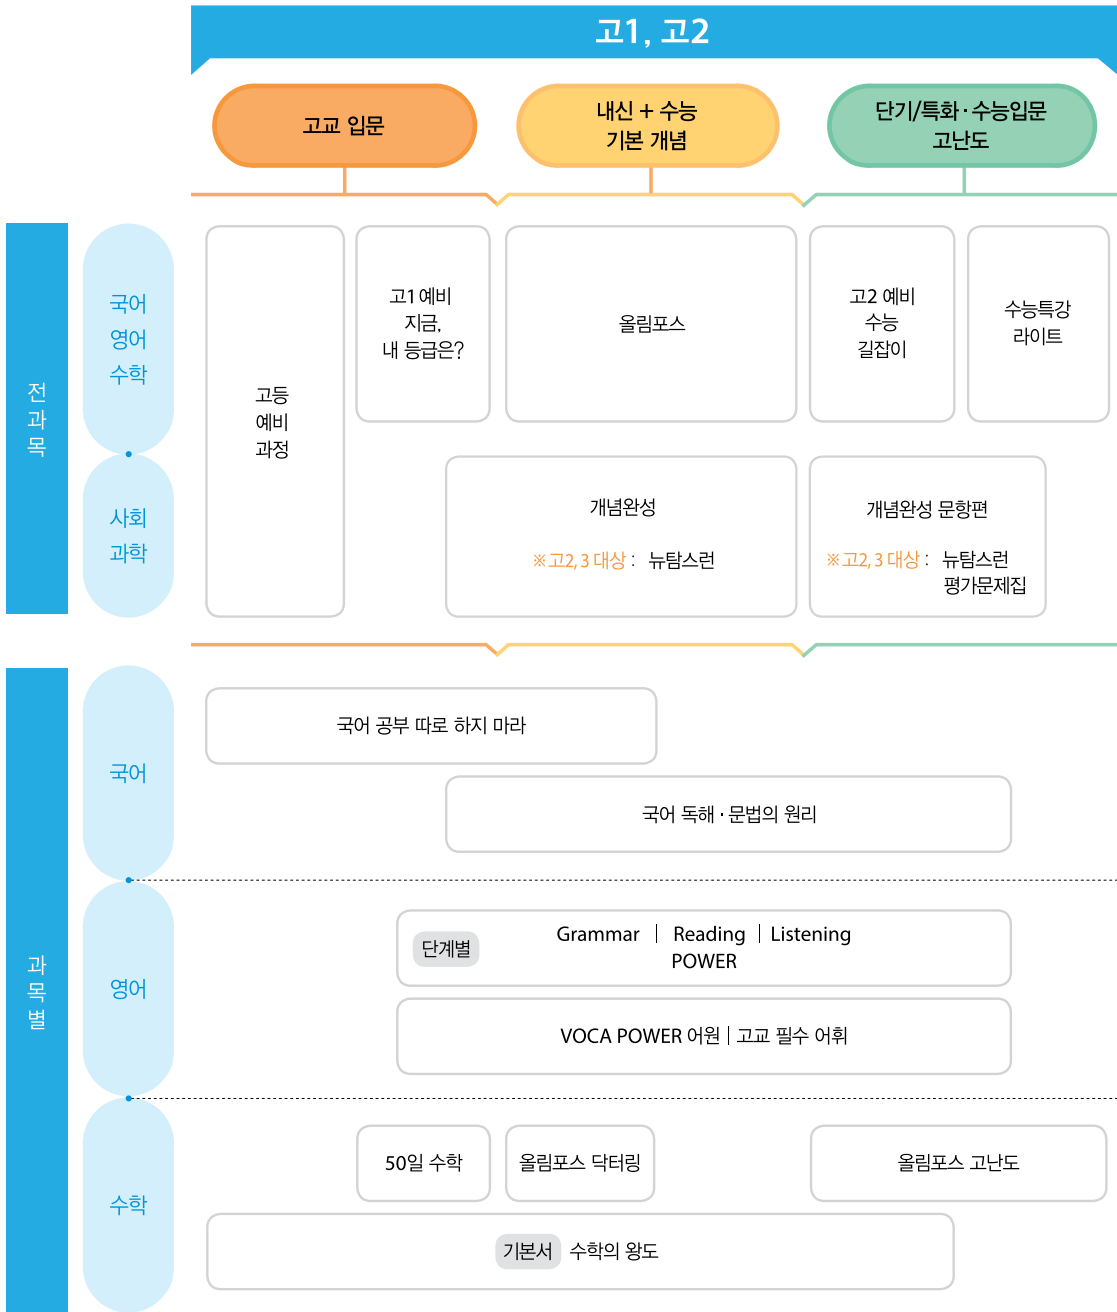 고1, 고2
고교 입문
내신 + 수능
기본 개념
단기/특화 · 수능입문
고난도
전과목
국어
영어
수학
사회
과학
고등
예비
과정
고1 예비
지금,
내 등급은?
올림포스
고2 예비
수능
길잡이
수능특강
라이트
개념완성
※고2, 3 대상 : 뉴탐스런
개념완성 문항편
※고2, 3 대상 : 뉴탐스런
평가문제집
과목별
국어
국어 공부 따로 하지 마라
국어 독해 · 문법의 원리
영어
단계별
Grammar | Reading | Listening
POWER
VOCA POWER 어원 | 고교 필수 어휘
수학
50일 수학
올림포스 닥터링
올림포스 고난도
기본서 수학의 왕도